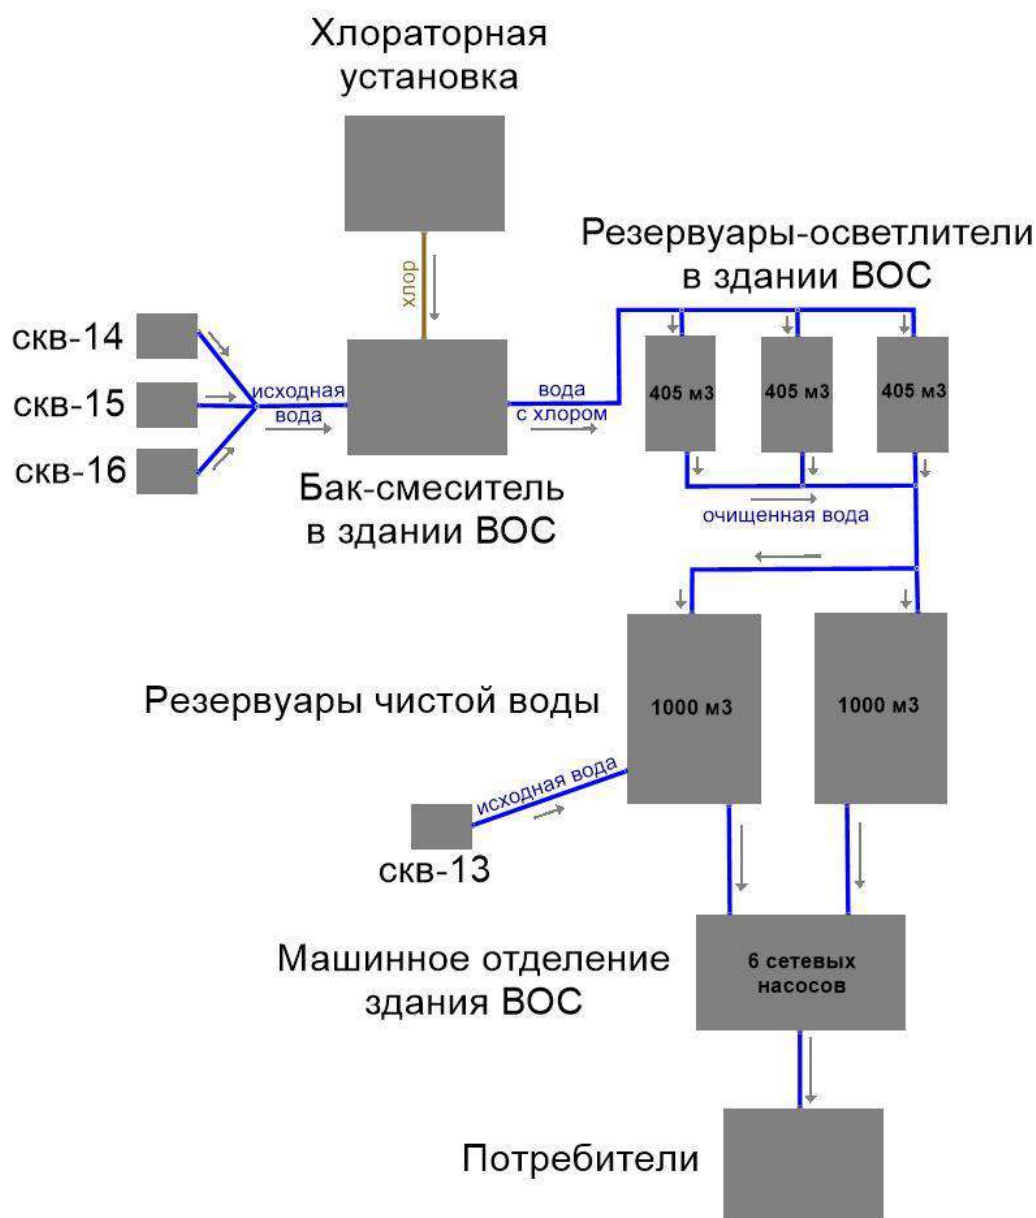 Хлораторная
установка
хлор
Резервуары-осветлители
в здании ВОС
скв-14
скв-15
скв-16
исходная
вода
вода
с хлором
405 м3
405 м3
405 м3
Бак-смеситель
в здании ВОС
очищенная вода
Резервуары чистой воды
1000 м3
1000 м3
исходная вода
скв-13
Машинное отделение
здания ВОС
6 сетевых
насосов
Потребители